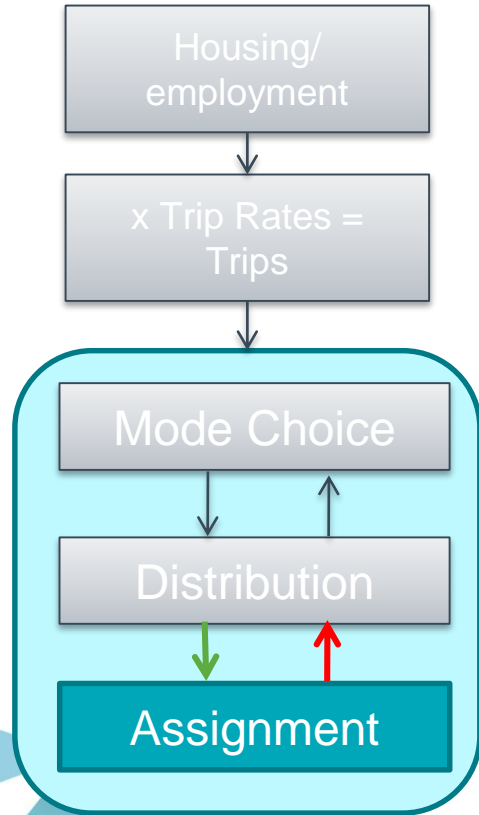 Housing/
employment
x Trip Rates =
Trips
Mode Choice
Distribution
Assignment